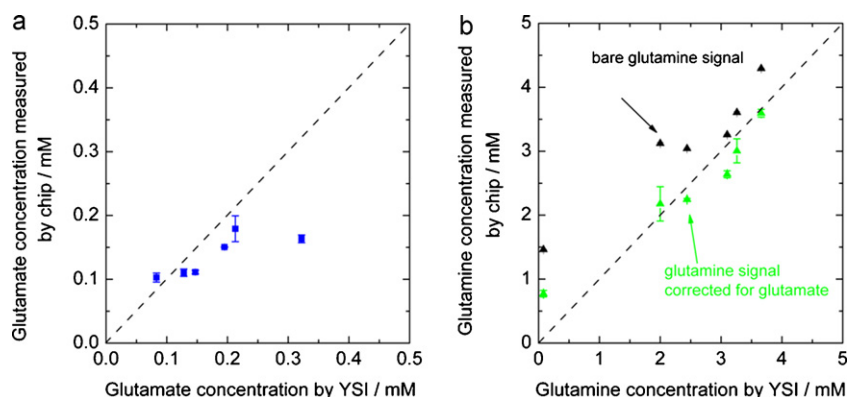 a
Glutamate concentration measured
by chip / mM
0.5
0.4
0.3
0.2
0.1
0.0
0.0 0.1 0.2 0.3 0.4 0.5
Glutamate concentration by YSI / mM
b
Glutamine concentration measured
by chip / mM
5
4
3
2
1
0
bare glutamine signal
glutamine signal
corrected for glutamate
0 1 2 3 4 5
Glutamine concentration by YSI / mM